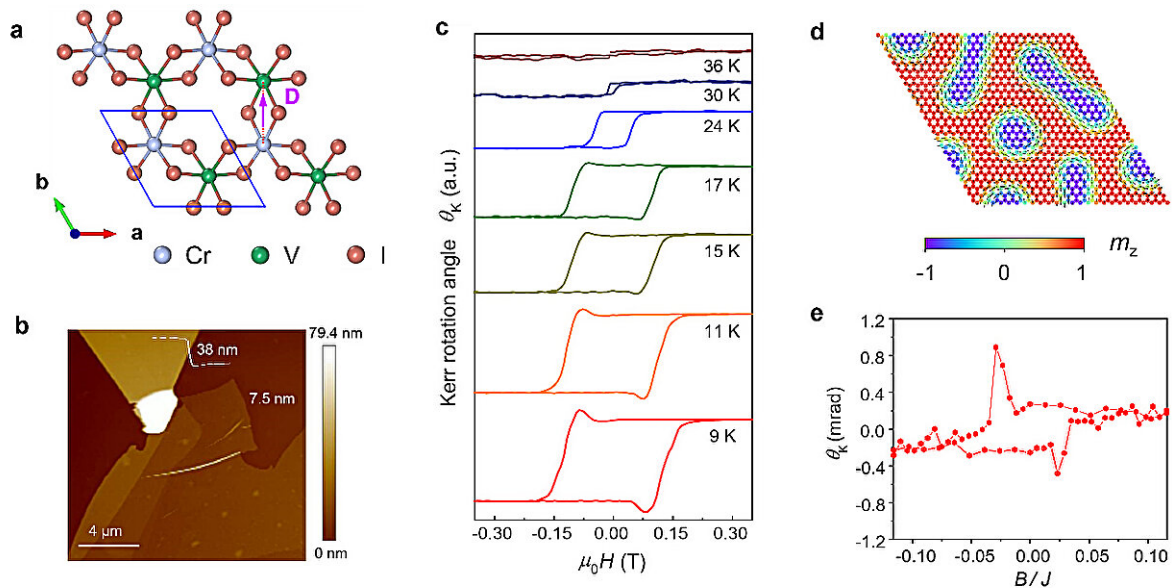 a
D
b
a
Cr
V
I
b
79.4 nm
38 nm
7.5 nm
4 μm
0 nm
c
36 K
30 K
24 K
17 K
15 K
11 K
9 K
Kerr rotation angle θK (a.u.)
-0.30 -0.15 0.00 0.15 0.30
μ0H (T)
d
mz
-1 0 1
e
1.2
0.8
0.4
0.0
-0.4
-0.8
-1.2
θK (mrad)
-0.10 -0.05 0.00 0.05 0.10
B/J